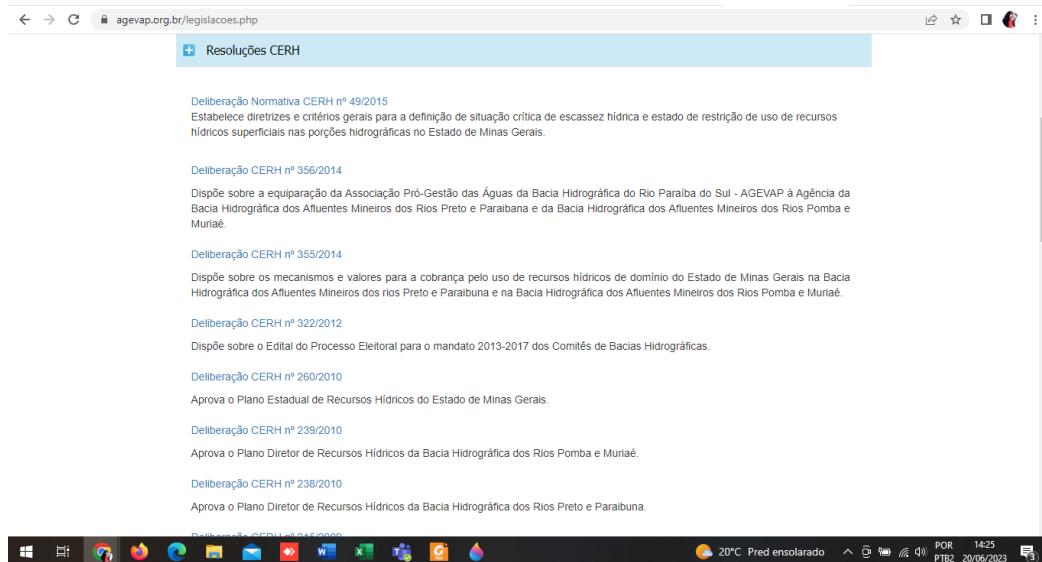 agevap.org.br/legislacoes.php
Resoluções CERH
Deliberação Normativa CERH nº 49/2015
Estabelece diretrizes e critérios gerais para a definição de situação crítica de escassez hídrica e estado de restrição de uso de recursos
hídricos superficiais nas porções hidrográficas no Estado de Minas Gerais.
Deliberação CERH nº 356/2014
Dispõe sobre a equiparação da Associação Pró-Gestão das Águas da Bacia Hidrográfica do Rio Paraíba do Sul - AGEVAP à Agência da
Bacia Hidrográfica dos Afluentes Mineiros dos Rios Preto e Paraibana e da Bacia Hidrográfica dos Afluentes Mineiros dos Rios Pomba e
Muriaé.
Deliberação CERH nº 355/2014
Dispõe sobre os mecanismos e valores para a cobrança pelo uso de recursos hídricos de domínio do Estado de Minas Gerais na Bacia
Hidrográfica dos Afluentes Mineiros dos rios Preto e Paraibuna e na Bacia Hidrográfica dos Afluentes Mineiros dos Rios Pomba e Muriaé.
Deliberação CERH nº 322/2012
Dispõe sobre o Edital do Processo Eleitoral para o mandato 2013-2017 dos Comitês de Bacias Hidrográficas.
Deliberação CERH nº 260/2010
Aprova o Plano Estadual de Recursos Hídricos do Estado de Minas Gerais.
Deliberação CERH nº 239/2010
Aprova o Plano Diretor de Recursos Hídricos da Bacia Hidrográfica dos Rios Pomba e Muriaé.
Deliberação CERH nº 238/2010
Aprova o Plano Diretor de Recursos Hídricos da Bacia Hidrográfica dos Rios Preto e Paraibuna.
Deliberação CERH nº 215/2009
20°C Pred ensolarado
POR 14:25
PTB2 20/06/2023